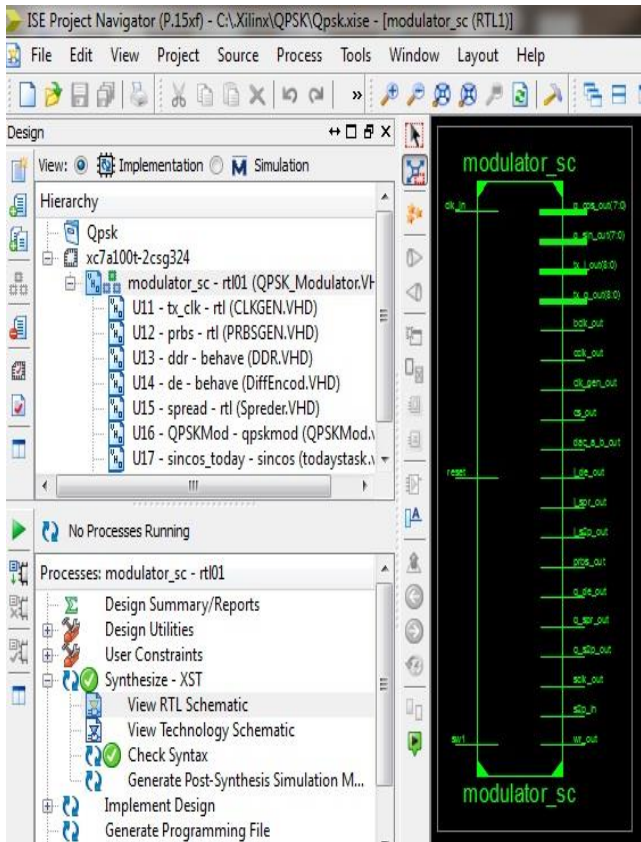 ISE Project Navigator (P.15xf) - C:\.Xilinx\QPSK\Qpsk.xise - [modulator_sc (RTL1)]
File Edit View Project Source Process Tools Window Layout Help
Design
View: Implementation Simulation
Hierarchy
Qpsk
xc7a100t-2csg324
modulator_sc - rtl01 (QPSK_Modulator.VH
U11 - tx_clk - rtl (CLKGEN.VHD)
U12 - prbs - rtl (PRBSGEN.VHD)
U13 - ddr - behave (DDR.VHD)
U14 - de - behave (DiffEncod.VHD)
U15 - spread - rtl (Spreder.VHD)
U16 - QPSKMod - qpskmod (QPSKMod.v
U17 - sincos_today - sincos (todaystask.v
No Processes Running
Processes: modulator_sc - rtl01
Design Summary/Reports
Design Utilities
User Constraints
Synthesize - XST
View RTL Schematic
View Technology Schematic
Check Syntax
Generate Post-Synthesis Simulation M...
Implement Design
Generate Programming File
modulator_sc
clk_in
reset
sw1
tx_i_out(8:0)
tx_q_out(8:0)
clk_gen_out
cs_out
dac_a_b_out
i_de_out
i_spr_out
i_s2p_out
prbs_out
q_de_out
q_spr_out
q_s2p_out
s2p_in
wr_out
modulator_sc